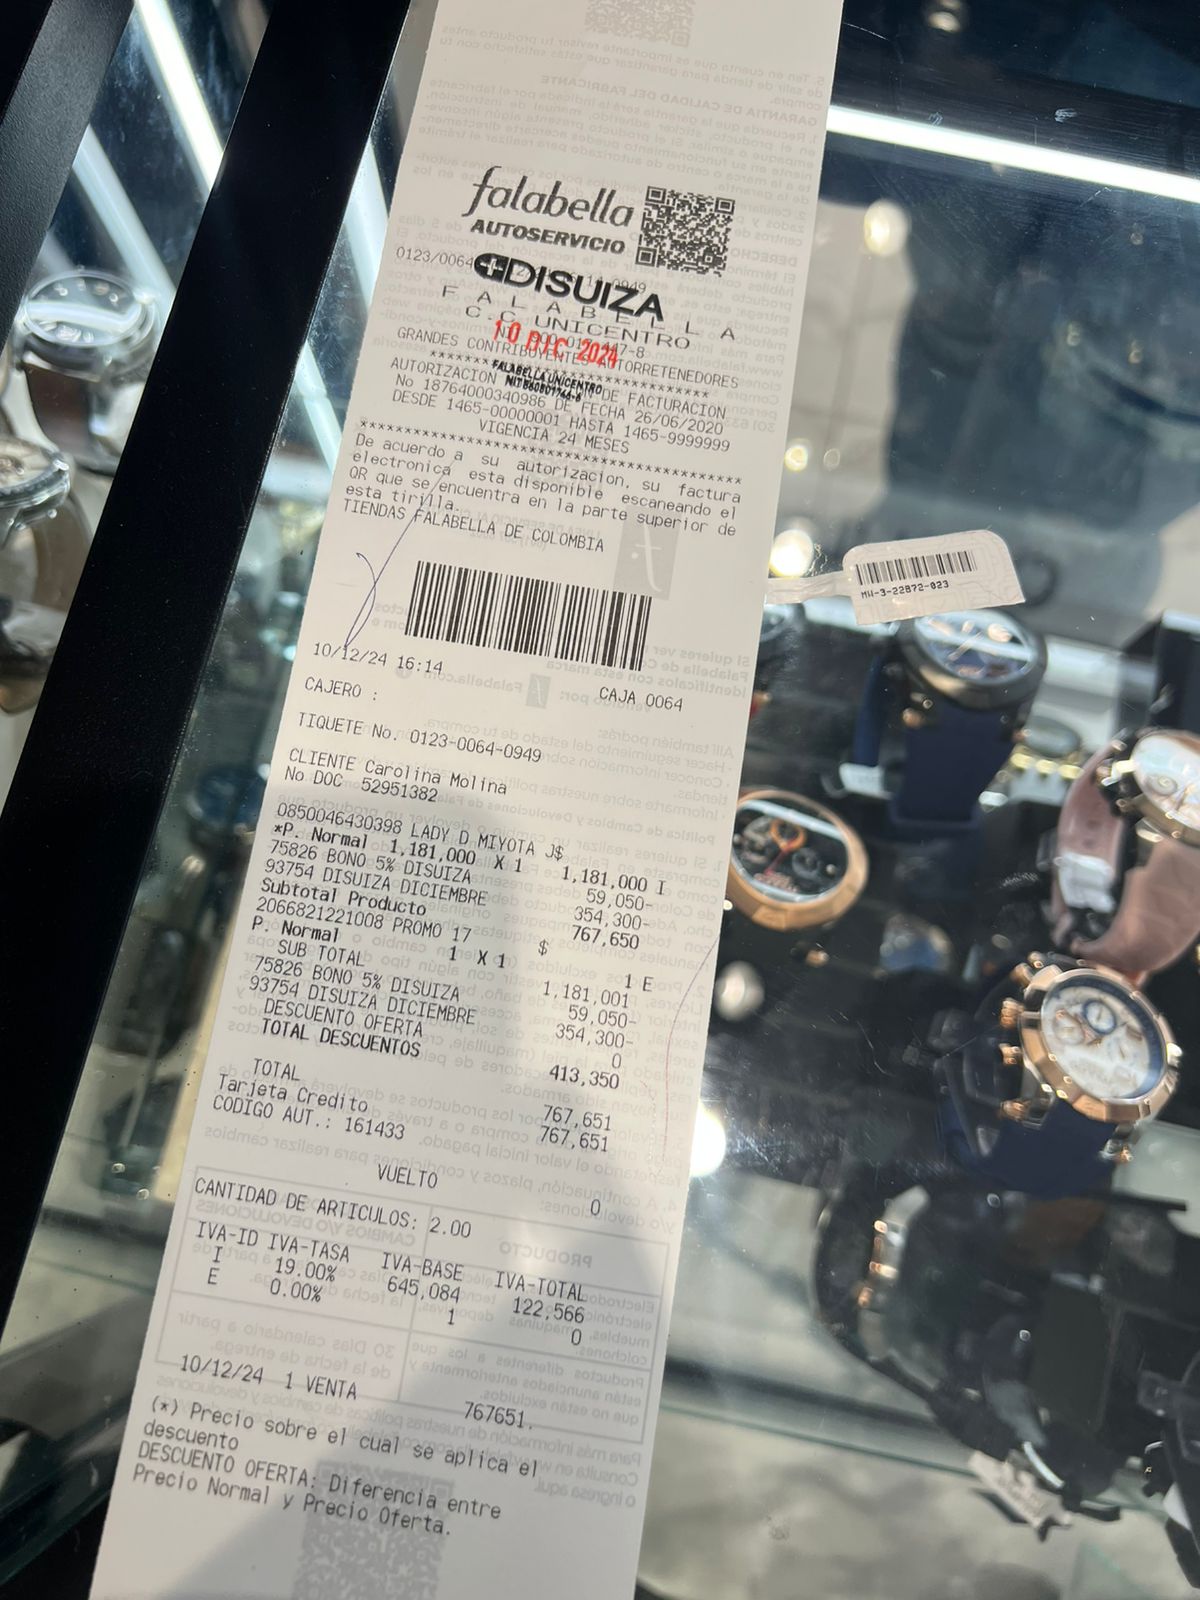 falabella
AUTOSERVICIO
0123/0064
DISUIZA
F A L A B E L L A
C.C UNICENTRO
10 DIC 2024
GRANDES CONTRIBUYENTES AUTORRETENEDORES
FALABELLA UNICENTRO
AUTORIZACION DE FACTURACION
No 18764000340986 DE FECHA 26/06/2020
DESDE 1465-00000001 HASTA 1465-9999999
VIGENCIA 24 MESES
****************************************
De acuerdo a su autorizacion, su factura
electronica esta disponible escaneando el
QR que se encuentra en la parte superior de
esta tirilla.
TIENDAS FALABELLA DE COLOMBIA
10/12/24 16:14 CAJA 0064
CAJERO :
TIQUETE No. 0123-0064-0949
CLIENTE Carolina Molina
No DOC 52951382
0850046430398 LADY D MIYOTA J$
*P. Normal 1,181,000 X 1 1,181,000 I
75826 BONO 5% DISUIZA 59,050-
93754 DISUIZA DICIEMBRE 354,300-
Subtotal Producto 767,650
2066821221008 PROMO 17 $
P. Normal 1 X 1 1 E
SUB TOTAL 1,181,001
75826 BONO 5% DISUIZA 59,050-
93754 DISUIZA DICIEMBRE 354,300-
DESCUENTO OFERTA 0
TOTAL DESCUENTOS 413,350
TOTAL 767,651
Tarjeta Credito 767,651
CODIGO AUT.: 161433
VUELTO 0
CANTIDAD DE ARTICULOS: 2.00
IVA-ID IVA-TASA IVA-BASE IVA-TOTAL
I 19.00% 645,084 122,566
E 0.00% 1 0
10/12/24 1 VENTA 767651.
(*) Precio sobre el cual se aplica el
descuento
DESCUENTO OFERTA: Diferencia entre
Precio Normal y Precio Oferta.
MW-3-22B72-023